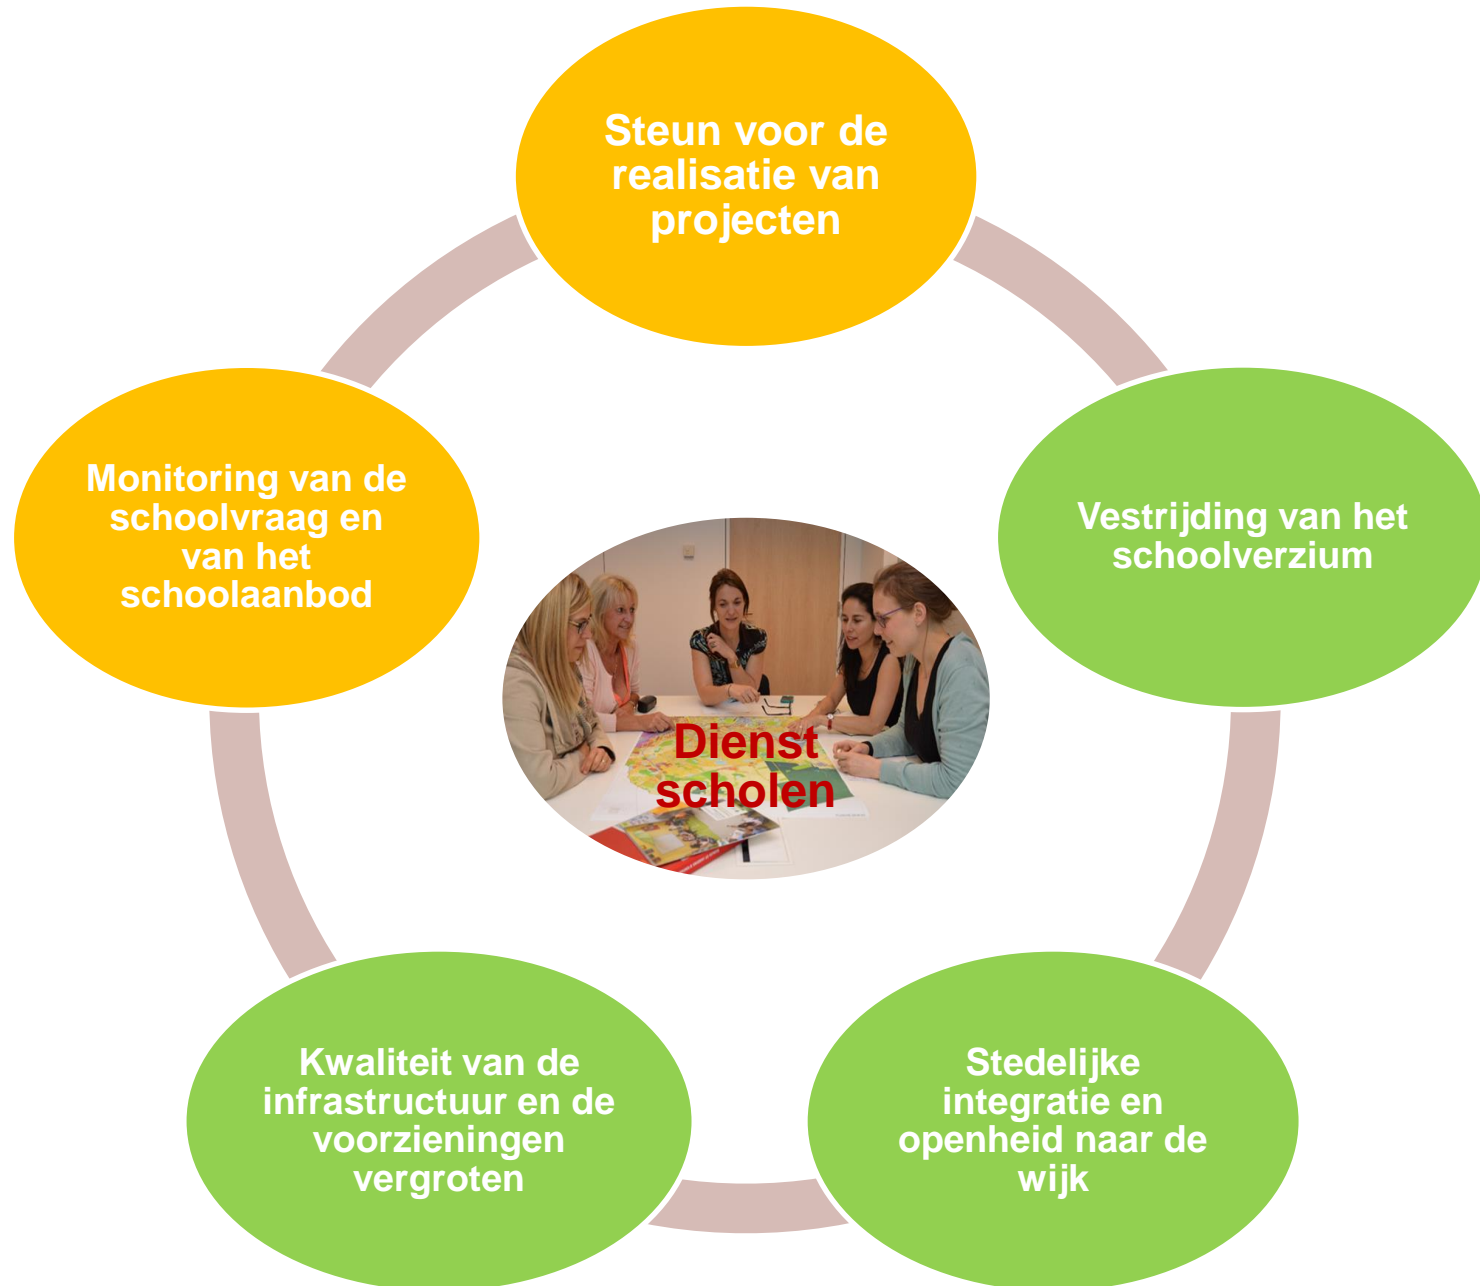 Steun voor de
realisatie van
projecten
Vestrijding van het
schoolverzium
Stedelijke
integratie en
openheid naar de
wijk
Kwaliteit van de
infrastructuur en de
voorzieningen
vergroten
Monitoring van de
schoolvraag en
van het
schoolaanbod
Dienst
scholen